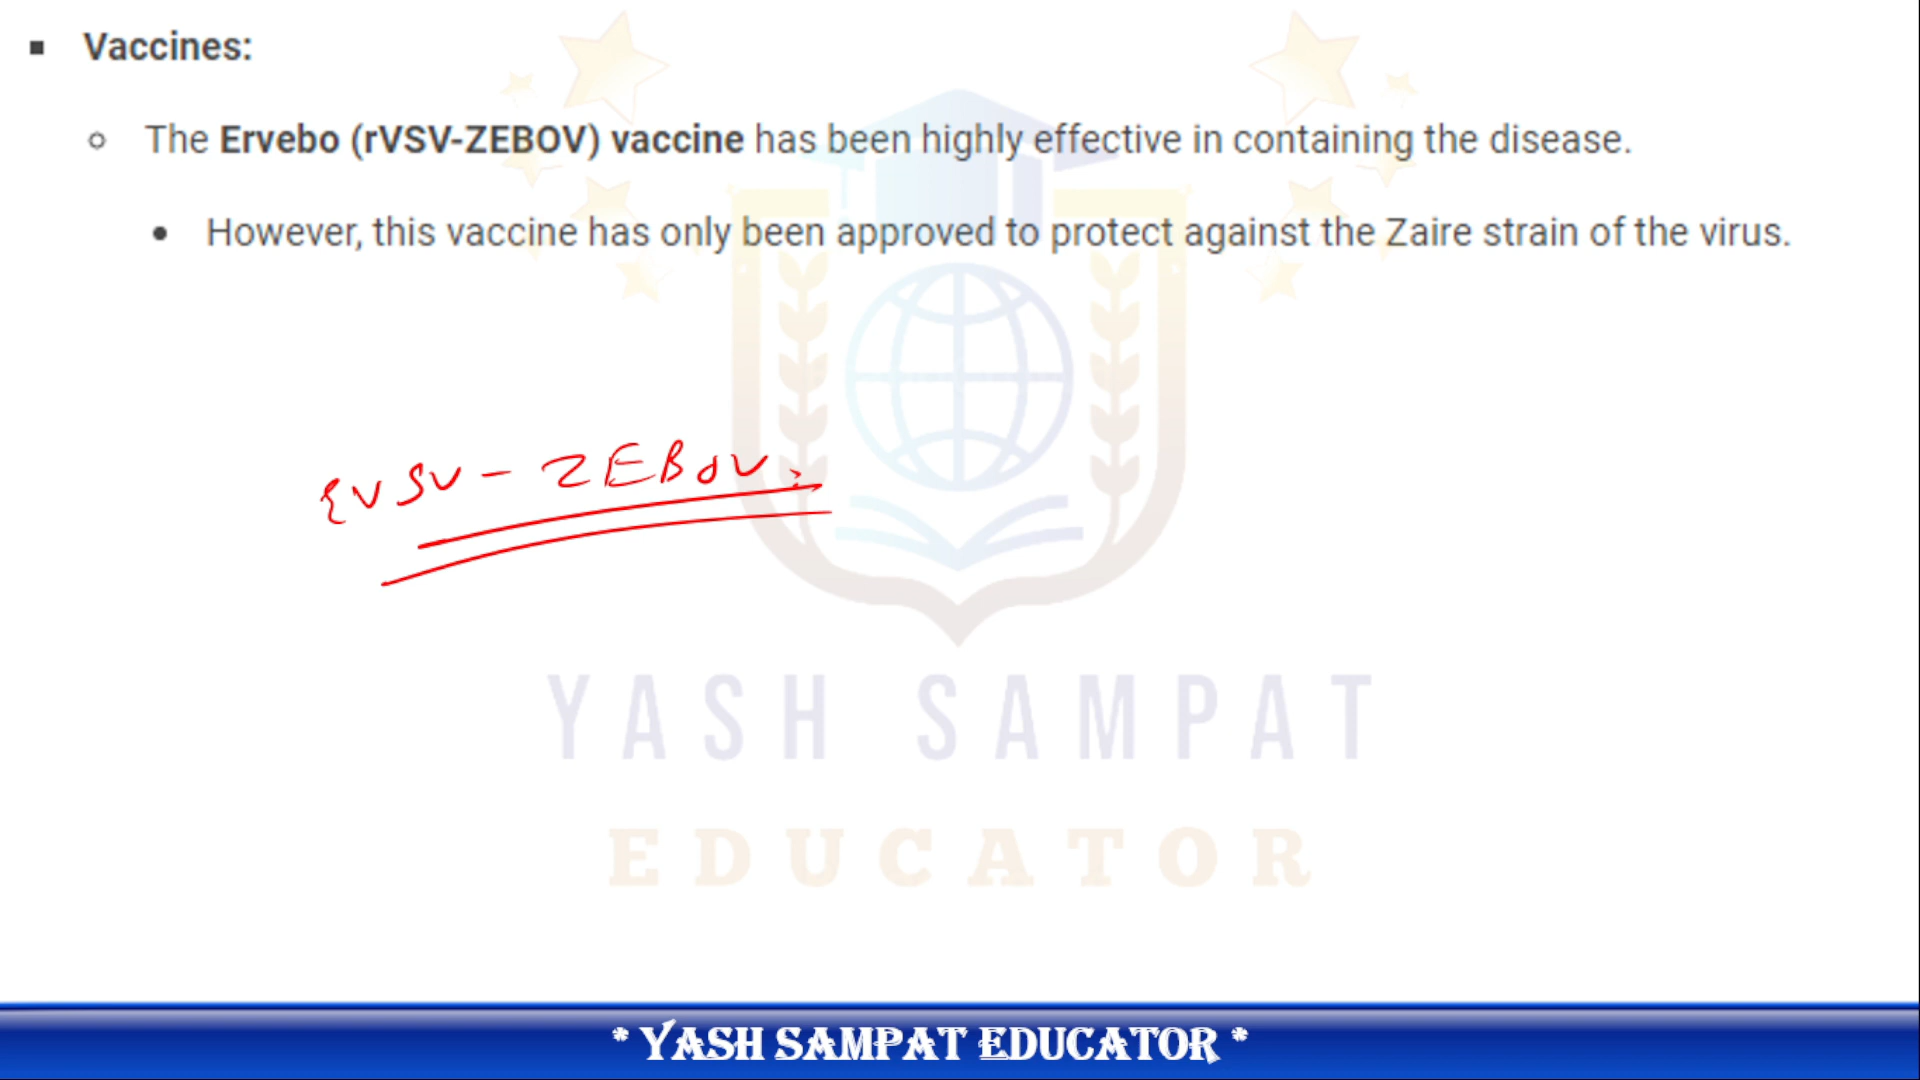 ▪ Vaccines:
○ The Ervebo (rVSV-ZEBOV) vaccine has been highly effective in containing the disease.
● However, this vaccine has only been approved to protect against the Zaire strain of the virus.
VSV - ZEBOV
YASH SAMPAT
EDUCATOR
* YASH SAMPAT EDUCATOR *